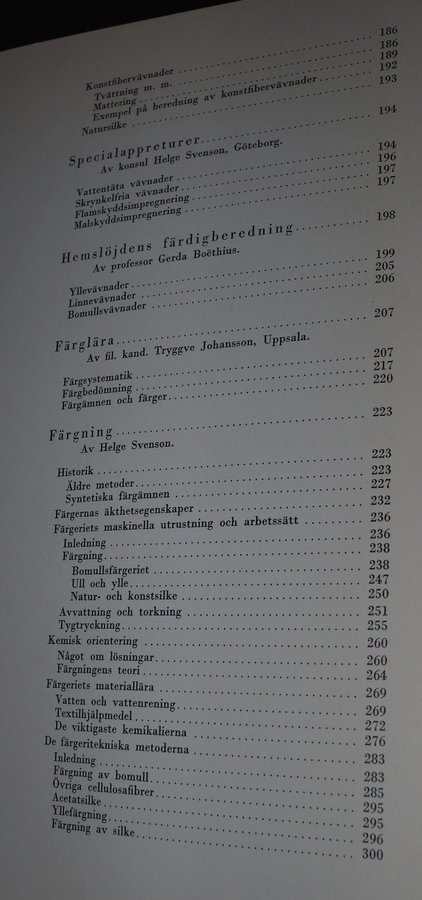 Konstfibervävnader 186
Tvättning m. m. 186
Mattering 189
Exempel på beredning av konstfibervävnader 192
Natursilke 193
Specialappreturer 194
Av konsul Helge Svenson, Göteborg.
Vattentäta vävnader 194
Skrynkelfria vävnader 196
Flamskyddsimpregnering 197
Malskyddsimpregnering 197
Hemslöjdens färdigberedning 198
Av professor Gerda Boëthius.
Yllevävnader 199
Linnevävnader 205
Bomullsvävnader 206
Färglära 207
Av fil. kand. Tryggve Johansson, Uppsala.
Färgsystematik 207
Färgbedömning 217
Färgämnen och färger 220
Färgning 223
Av Helge Svenson.
Historik 223
Äldre metoder 223
Syntetiska färgämnen 227
Färgernas äkthetsegenskaper 232
Färgeriets maskinella utrustning och arbetssätt 236
Inledning 236
Färgning 238
Bomullsfärgeriet 238
Ull och ylle 247
Natur- och konstsilke 250
Avvattning och torkning 251
Tygtryckning 255
Kemisk orientering 260
Något om lösningar 260
Färgningens teori 264
Färgeriets materiallära 269
Vatten och vattenrening 269
Textilhjälpmedel 272
De viktigaste kemikalierna 276
De färgeritekniska metoderna 283
Inledning 283
Färgning av bomull 285
Övriga cellulosafibrer 295
Acetatsilke 295
Yllefärgning 296
Färgning av silke 300